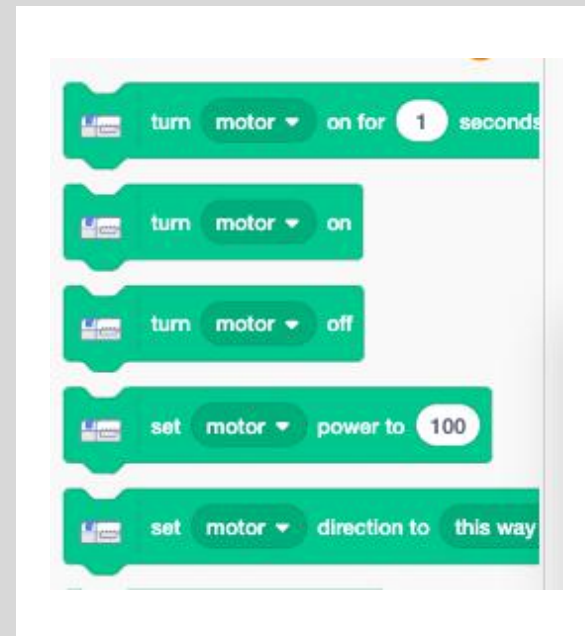 turn motor on for 1 seconds
turn motor on
turn motor off
set motor power to 100
set motor direction to this way